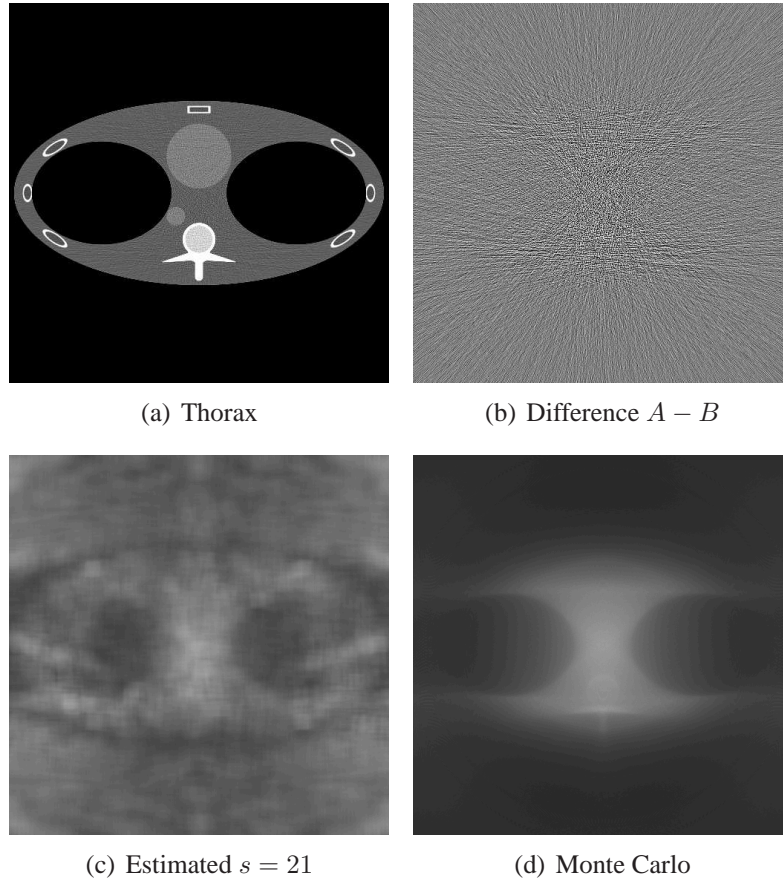 (a) Thorax
(b) Difference A − B
(c) Estimated s = 21
(d) Monte Carlo